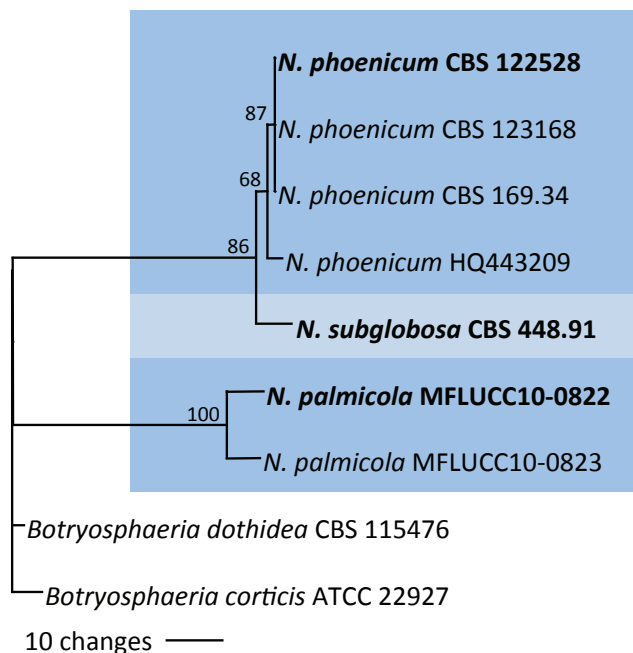 N. phoenicum CBS 122528
87
N. phoenicum CBS 123168
68
N. phoenicum CBS 169.34
86
N. phoenicum HQ443209
N. subglobosa CBS 448.91
N. palmicola MFLUCC10-0822
100
N. palmicola MFLUCC10-0823
Botryosphaeria dothidea CBS 115476
Botryosphaeria corticis ATCC 22927
10 changes